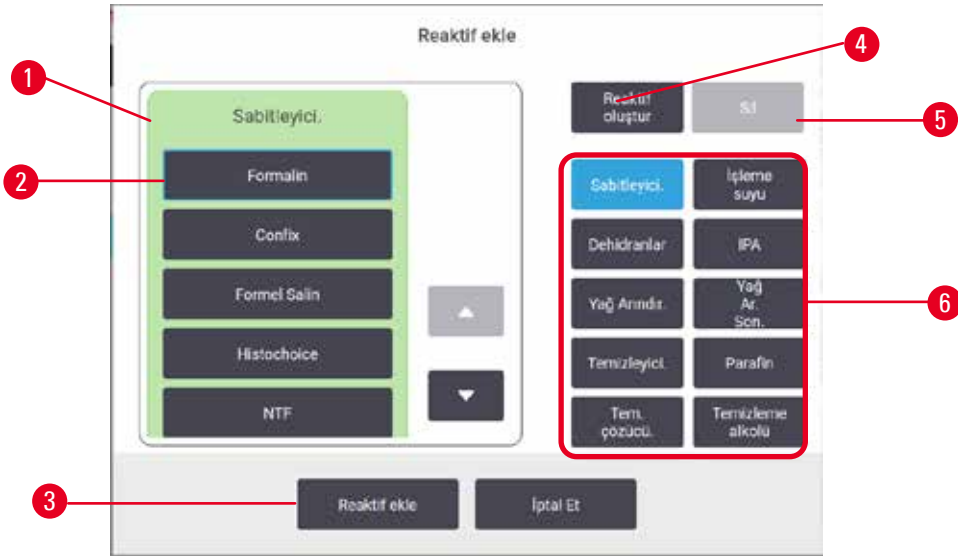 Reaktif ekle
1
Sabitleyici.
2
Formalin
Confix
Formel Salin
Histochoice
NTF
4
Reaktif
oluştur
Sil
5
Sabitleyici.
İşleme
suyu
Dehidranlar
IPA
Yağ Arındır.
Yağ
Ar.
Son.
6
Temizleyici.
Parafin
Tem.
çözücü.
Temizleme
alkolü
3
Reaktif ekle
İptal Et